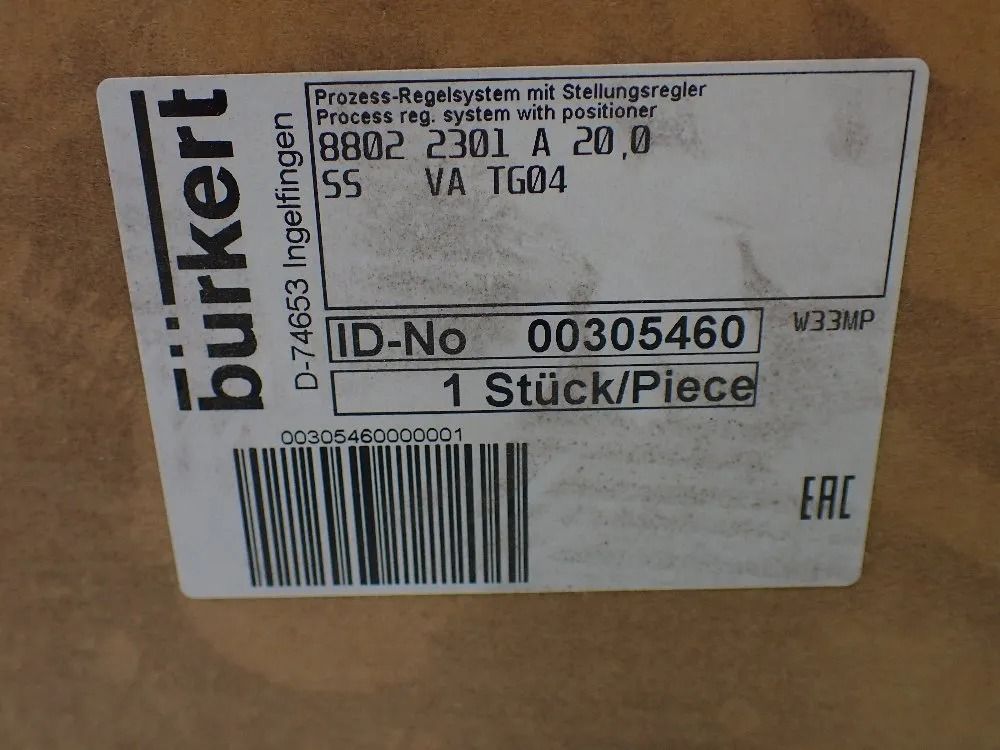 bürkert
D-74653 Ingelfingen
Prozess-Regelsystem mit Stellungsregler
Process reg. system with positioner
8802 2301 A 20,0
SS VA TG04
ID-No 00305460
W33MP
1 Stück/Piece
00305460000001
EAC